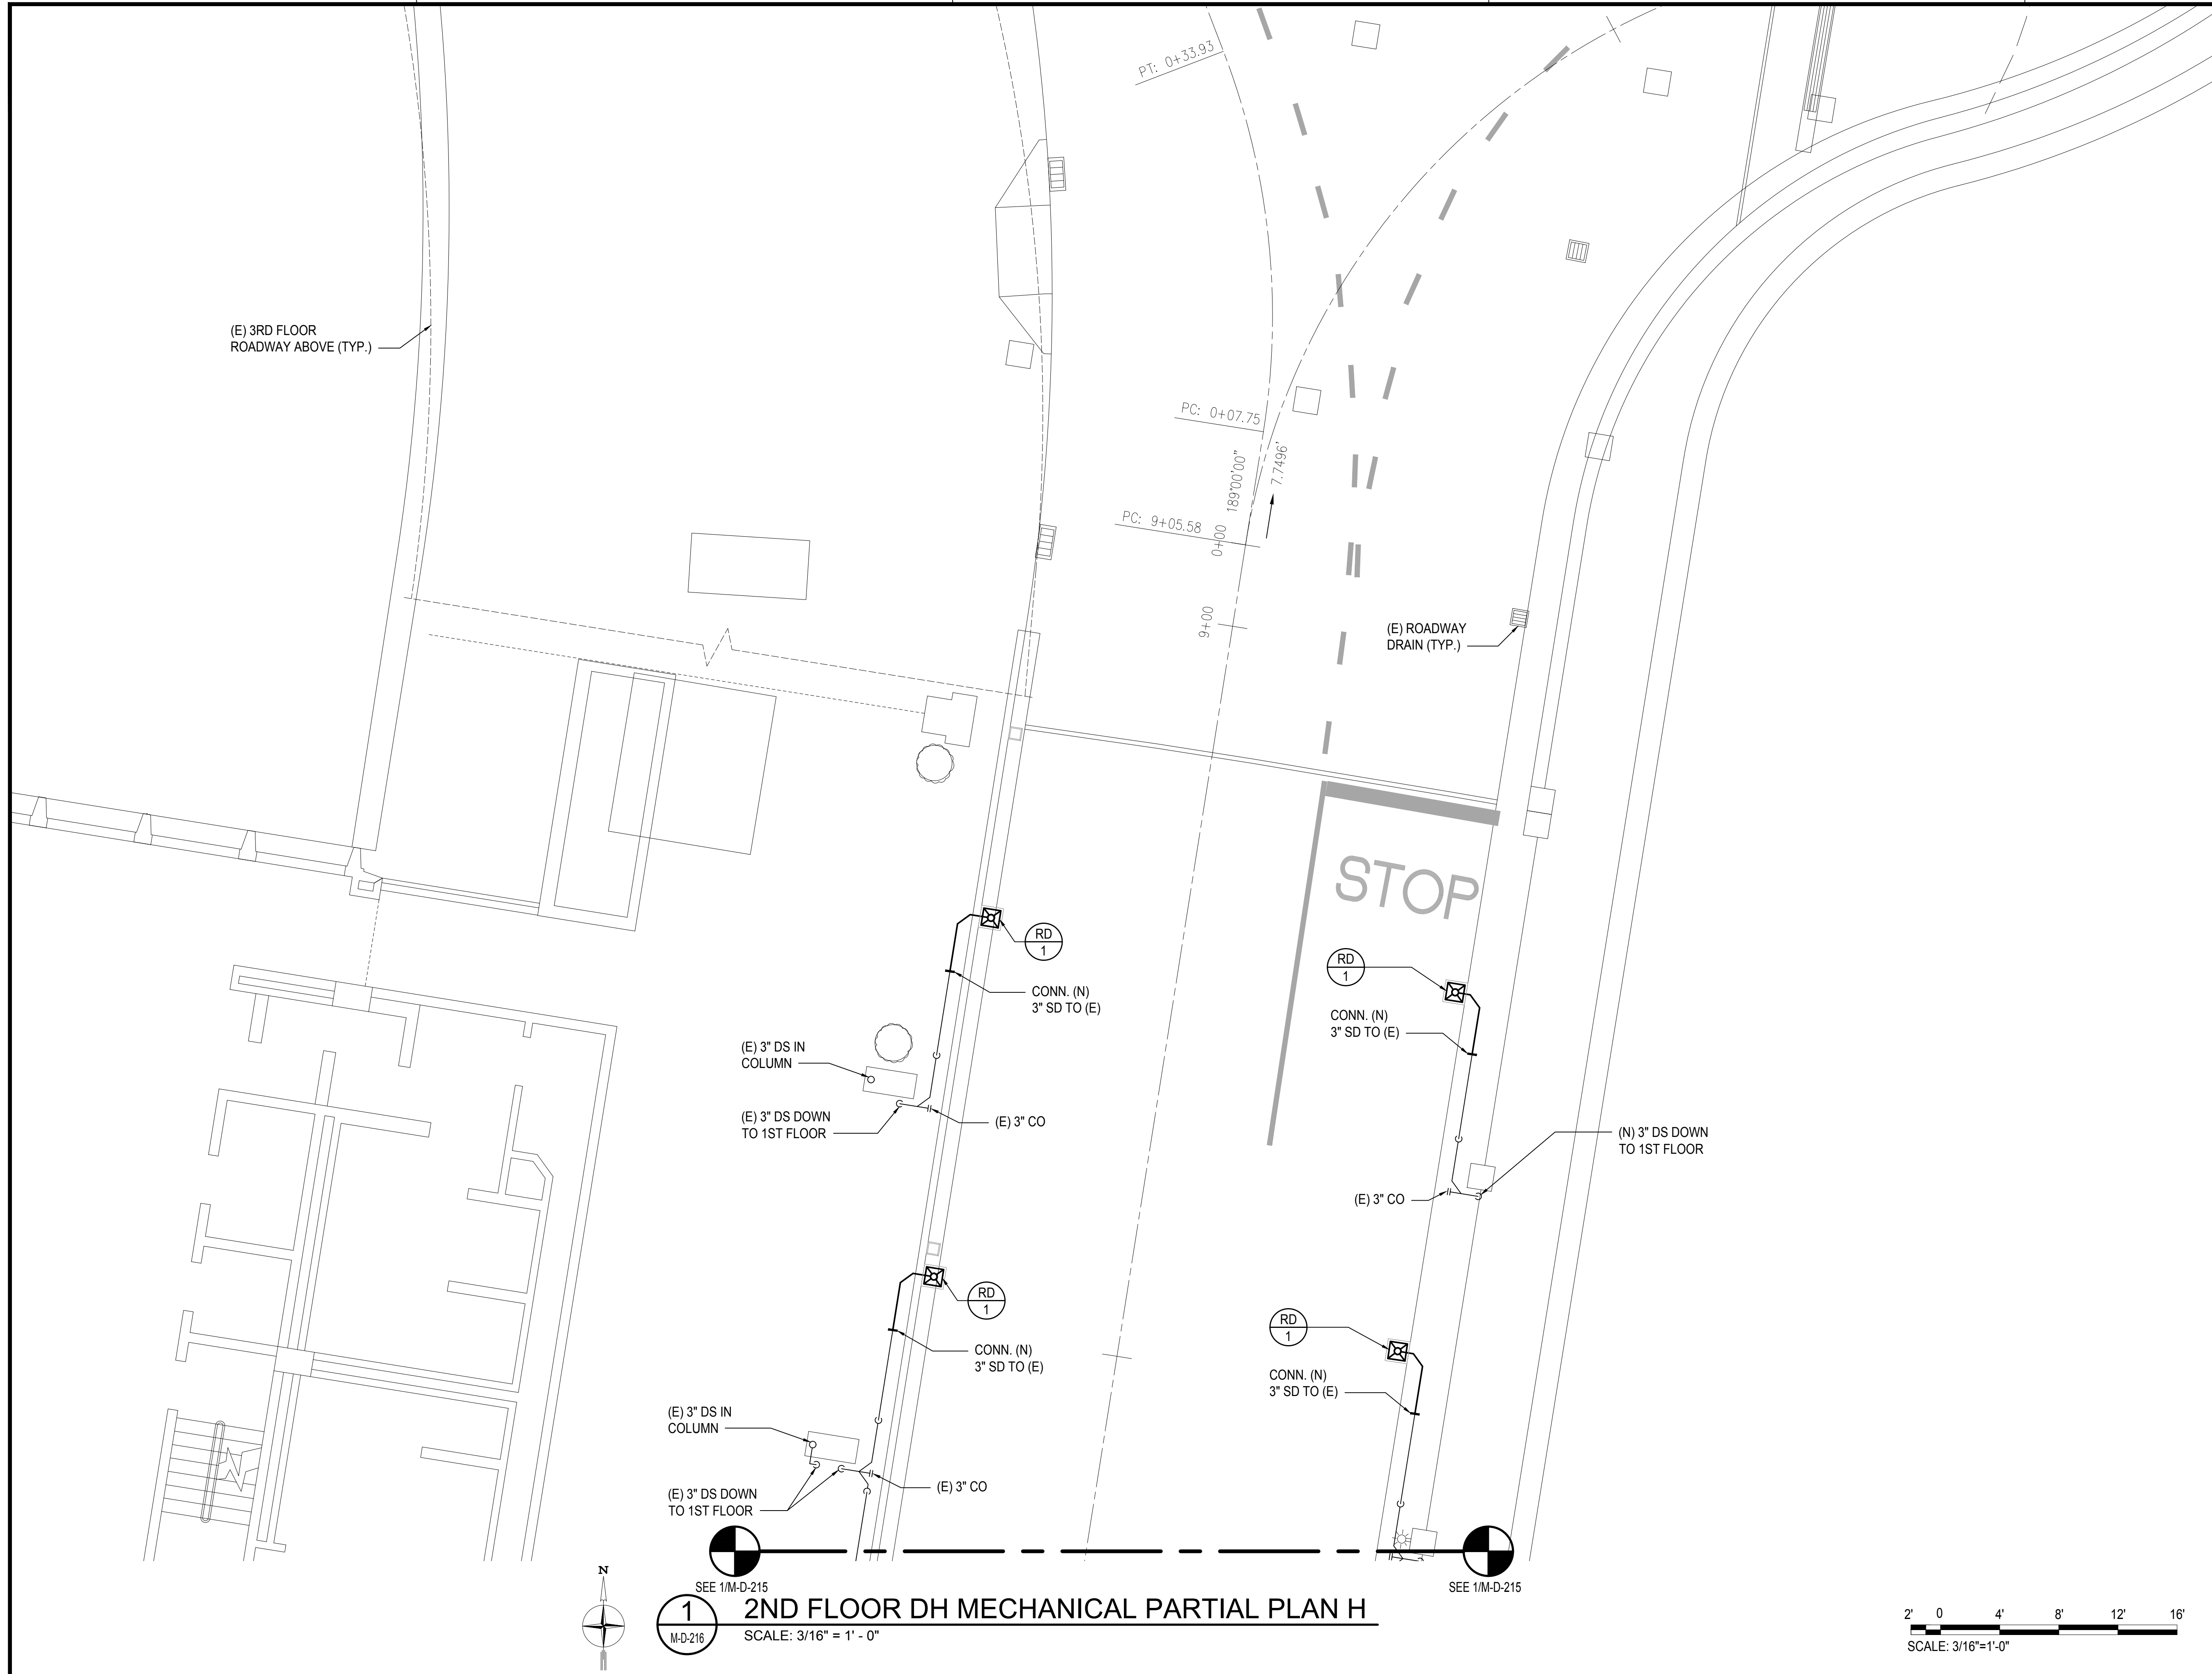 PT: 0+33.93
(E) 3RD FLOOR
ROADWAY ABOVE (TYP.)
PC: 0+07.75
189°00'00"
7.7496'
PC: 9+05.58
0+00
9+00
(E) ROADWAY
DRAIN (TYP.)
STOP
RD
1
CONN. (N)
3" SD TO (E)
RD
1
CONN. (N)
3" SD TO (E)
(E) 3" DS IN
COLUMN
(E) 3" DS DOWN
TO 1ST FLOOR
(E) 3" CO
(N) 3" DS DOWN
TO 1ST FLOOR
(E) 3" CO
RD
1
CONN. (N)
3" SD TO (E)
RD
1
CONN. (N)
3" SD TO (E)
(E) 3" DS IN
COLUMN
(E) 3" DS DOWN
TO 1ST FLOOR
(E) 3" CO
SEE 1/M-D-215
SEE 1/M-D-215
N
1
M-D-216
2ND FLOOR DH MECHANICAL PARTIAL PLAN H
SCALE: 3/16" = 1' - 0"
2' 0 4' 8' 12' 16'
SCALE: 3/16"=1'-0"